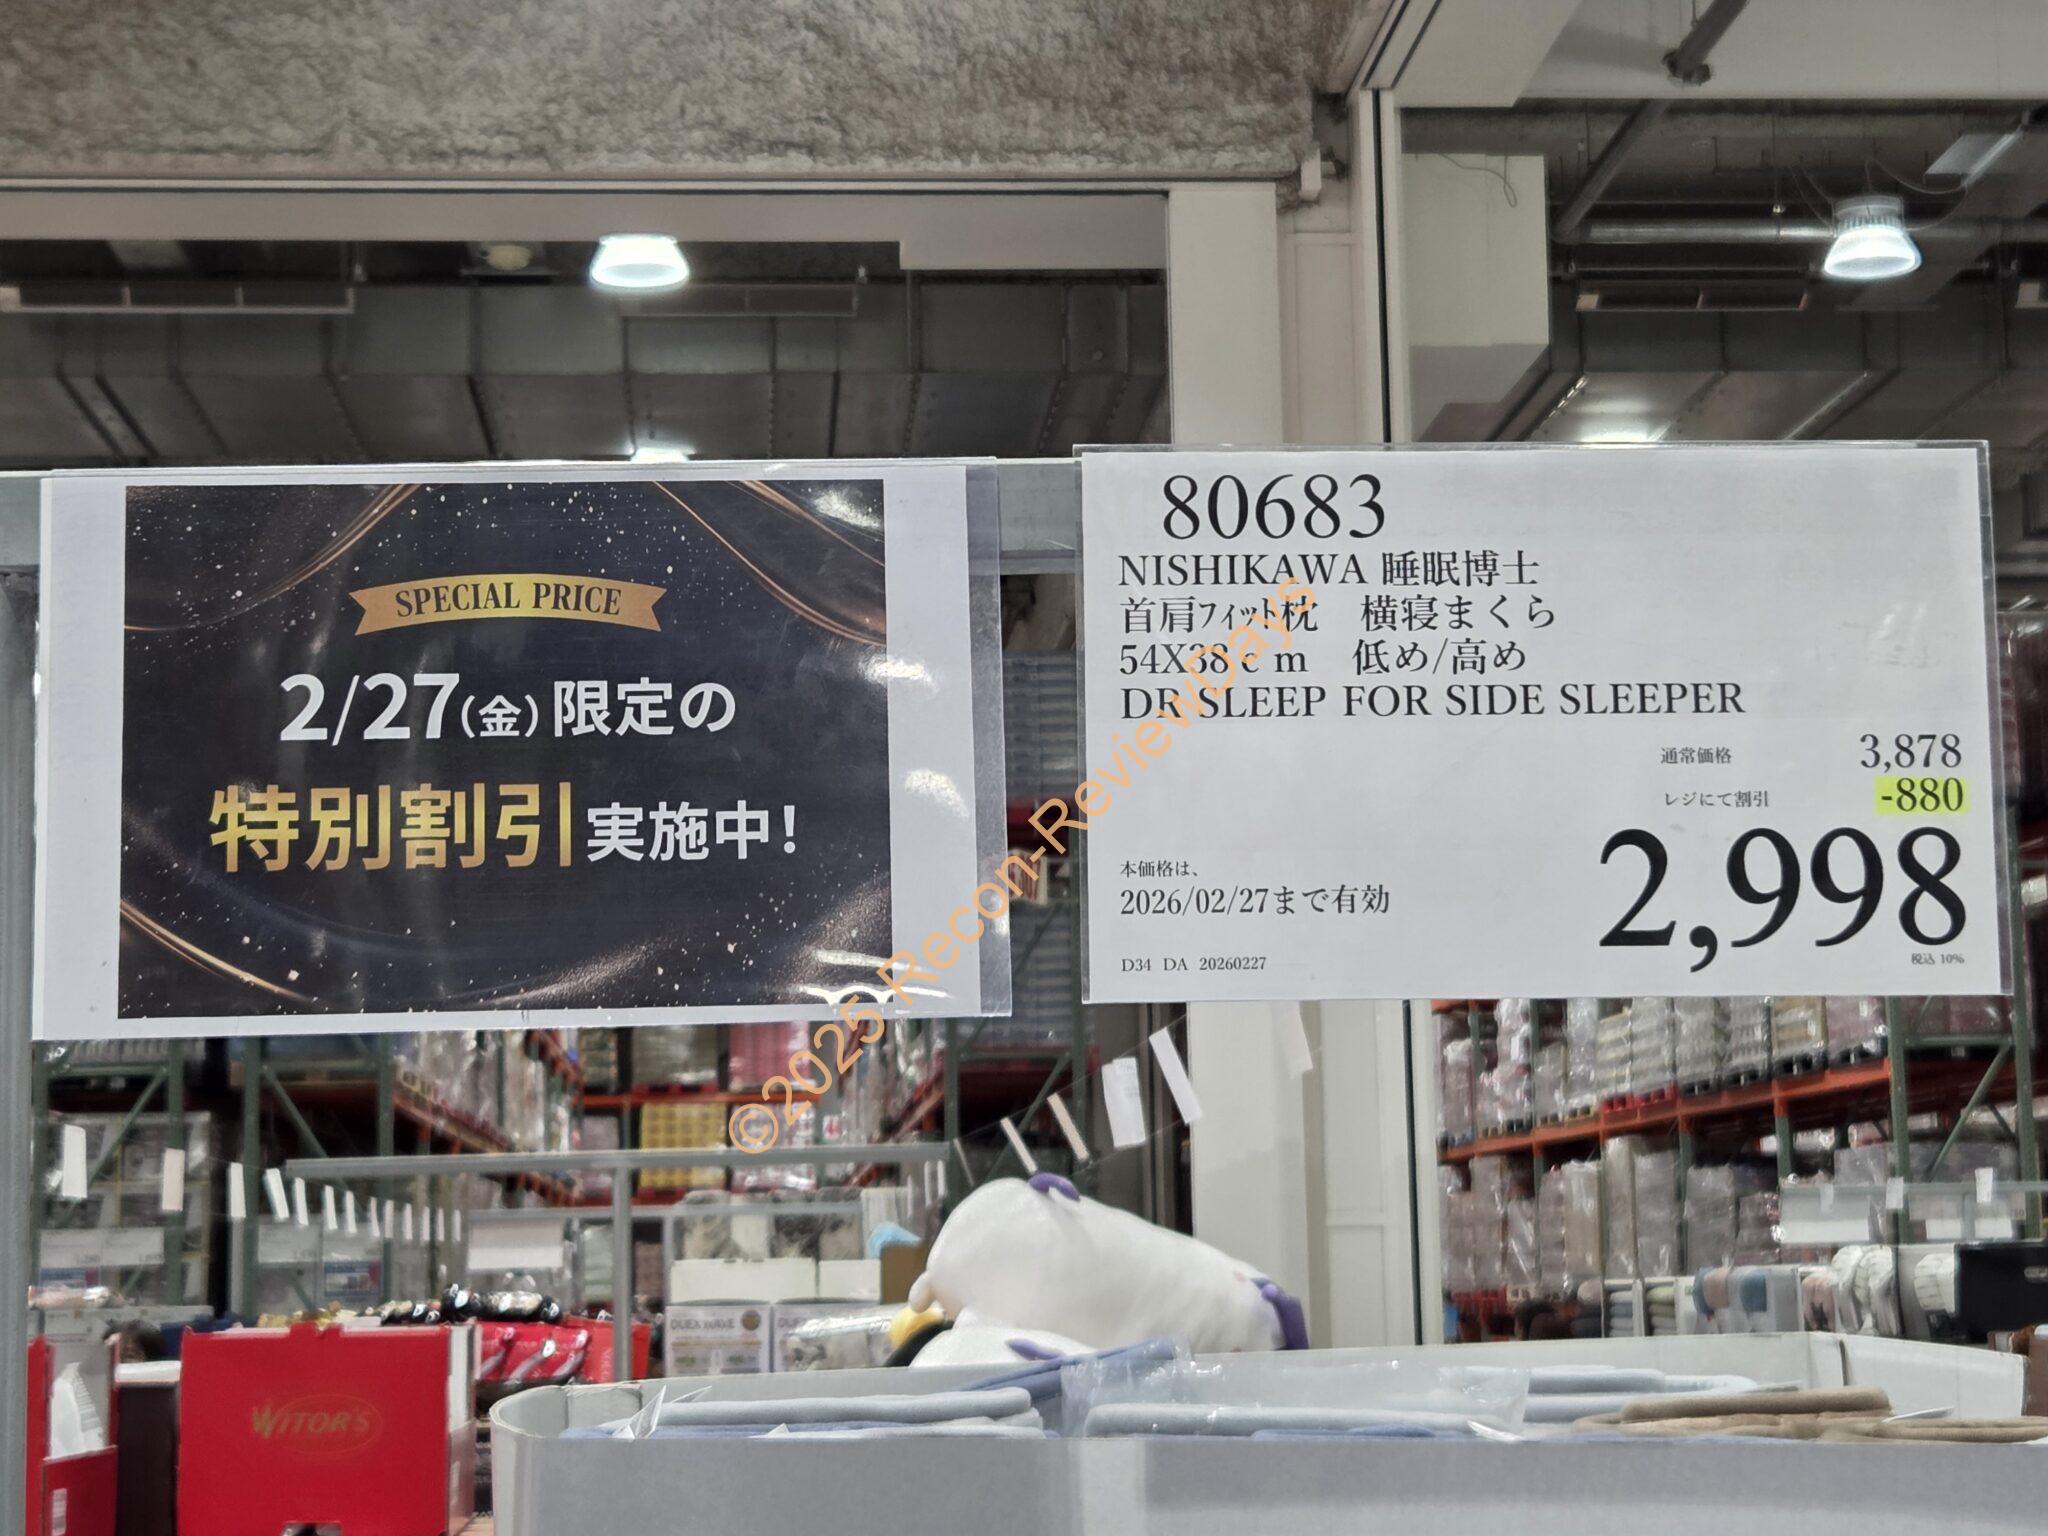 SPECIAL PRICE
2/27(金)限定の
特別割引実施中!
80683
NISHIKAWA 睡眠博士
首肩フィット枕　横寝まくら
54X38ｃｍ　低め/高め
DR SLEEP FOR SIDE SLEEPER
通常価格 3,878
レジにて割引 -880
2,998
税込 10%
本価格は、
2026/02/27まで有効
D34 DA 20260227
©2025 Recon-ReviewDays
WITOR'S